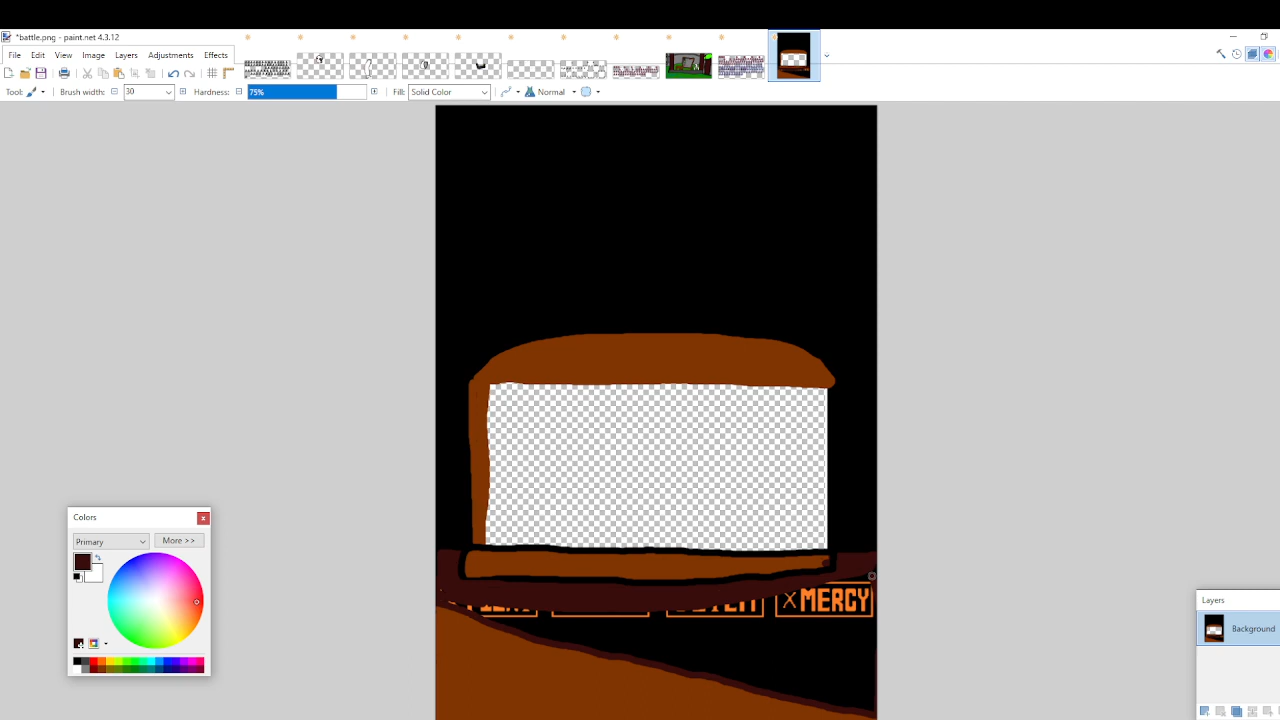 *battle.png - paint.net 4.3.12
File Edit View Image Layers Adjustments Effects
Tool: Brush width: 30 Hardness: 75% Fill: Solid Color Normal
Colors
Primary More >>
MERCY
Layers
Background